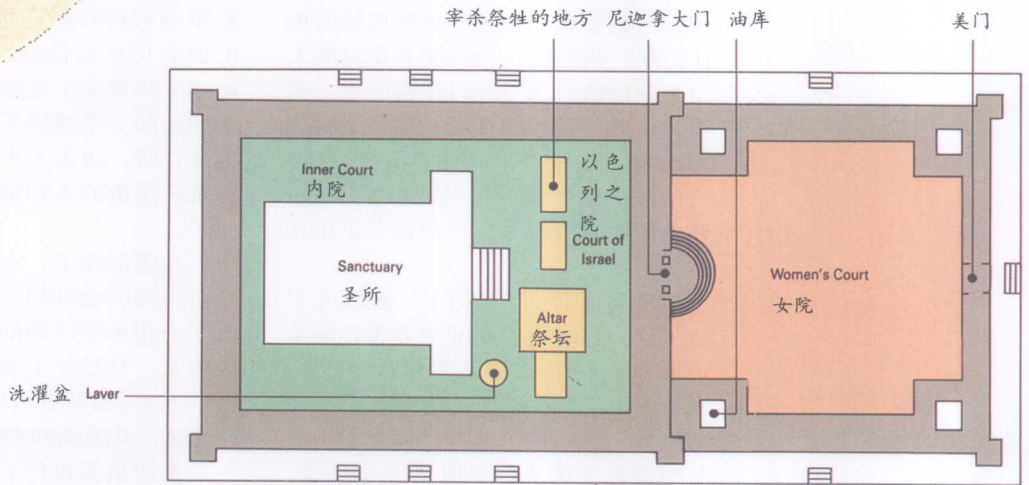 宰杀祭牲的地方 尼迦拿大门 油库 美门
Inner Court
内院
以色
列之
院
Court of
Israel
Sanctuary
圣所
Women's Court
女院
Altar
祭坛
洗濯盆 Laver